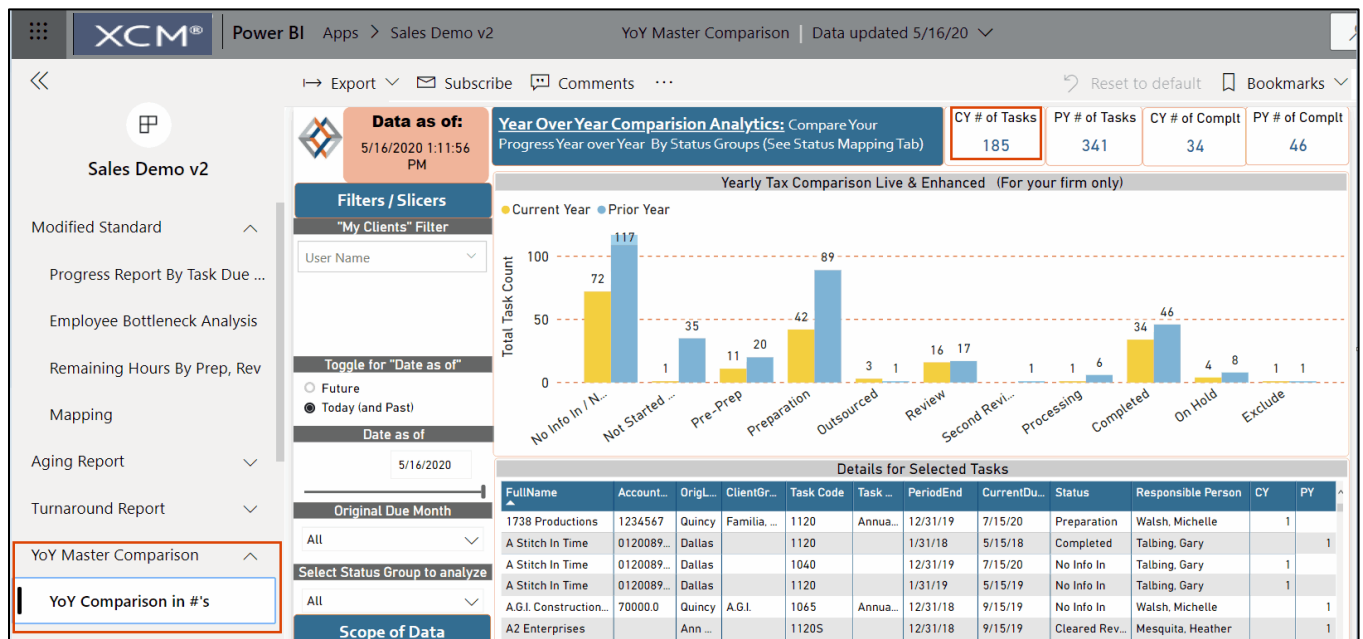 XCM® Power BI Apps > Sales Demo v2 YoY Master Comparison | Data updated 5/16/20
Export Subscribe Comments ... Reset to default Bookmarks
Sales Demo v2
Modified Standard
Progress Report By Task Due ...
Employee Bottleneck Analysis
Remaining Hours By Prep, Rev
Mapping
Aging Report
Turnaround Report
YoY Master Comparison
YoY Comparison in #'s
Data as of:
5/16/2020 1:11:56
PM
Filters / Slicers
"My Clients" Filter
User Name
Toggle for "Date as of"
Future
Today (and Past)
Date as of
5/16/2020
Original Due Month
All
Select Status Group to analyze
All
Scope of Data
Year Over Year Comparision Analytics: Compare Your
Progress Year over Year By Status Groups (See Status Mapping Tab)
CY # of Tasks PY # of Tasks CY # of Complt PY # of Complt
185 341 34 46
Yearly Tax Comparison Live & Enhanced (For your firm only)
Current Year Prior Year
Total Task Count
100
50
0
72 117
1 35
11 20
42 89
3 1
16 17
1
1 6
34 46
4 8
1 1
No Info In / N... Not Started ... Pre-Prep Preparation Outsourced Review Second Revi... Processing Completed On Hold Exclude
Details for Selected Tasks
FullName Account... OrigL... ClientGr... Task Code Task ... PeriodEnd CurrentDu... Status Responsible Person CY PY
1738 Productions 1234567 Quincy Familia, ... 1120 Annua... 12/31/19 7/15/20 Preparation Walsh, Michelle 1
A Stitch In Time 0120089... Dallas 1120 1/31/18 5/15/18 Completed Talbing, Gary 1
A Stitch In Time 0120089... Dallas 1040 12/31/19 7/15/20 No Info In Talbing, Gary 1
A Stitch In Time 0120089... Dallas 1120 1/31/19 5/15/19 No Info In Talbing, Gary 1
A.G.I. Construction... 70000.0 Quincy A.G.I. 1065 Annua... 12/31/18 9/15/19 No Info In Walsh, Michelle 1
A2 Enterprises Ann ... 1120S 12/31/18 9/15/19 Cleared Rev... Mesquita, Heather 1